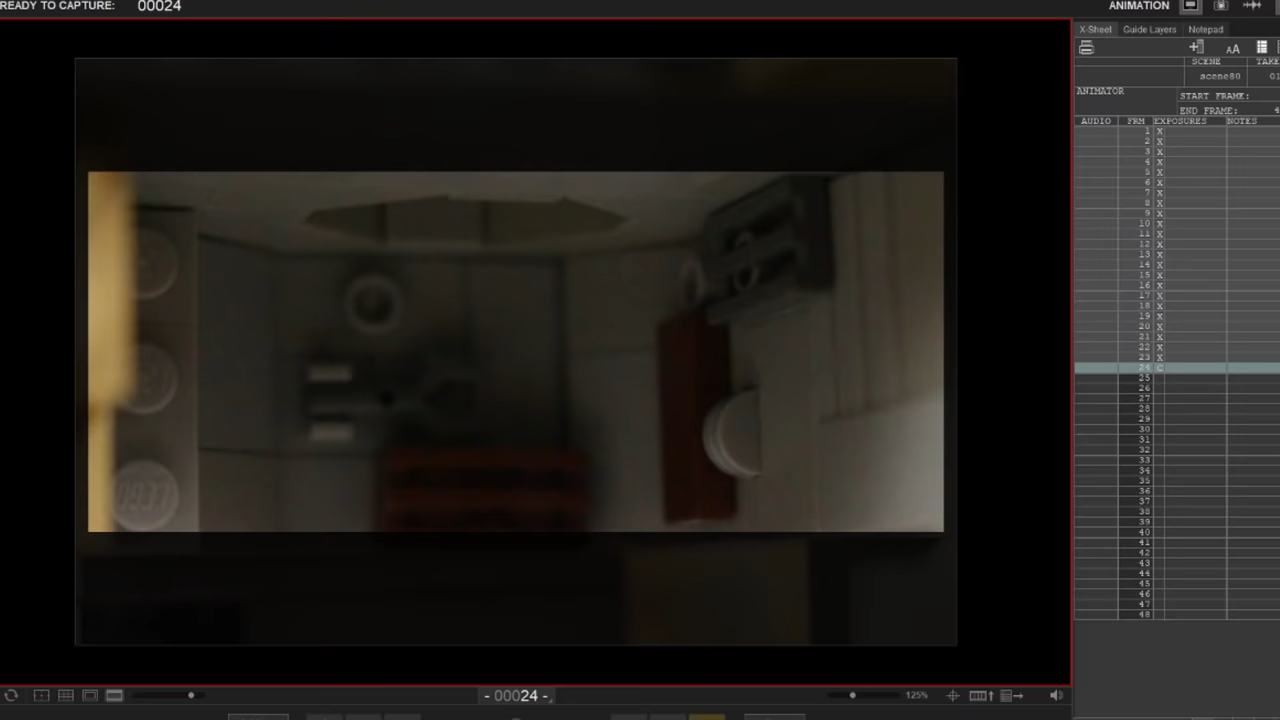 READY TO CAPTURE: 00024 ANIMATION
X-Sheet Guide Layers Notepad
AA
SCENE TAKE
scene80 01
ANIMATOR
START FRAME:
END FRAME: 4
AUDIO FRM EXPOSURES NOTES
1 X
2 X
3 X
4 X
5 X
6 X
7 X
8 X
9 X
10 X
11 X
12 X
13 X
14 X
15 X
16 X
17 X
18 X
19 X
20 X
21 X
22 X
23 X
24 C
25
26
27
28
29
30
31
32
33
34
35
36
37
38
39
40
41
42
43
44
45
46
47
48
- 00024 -
125%